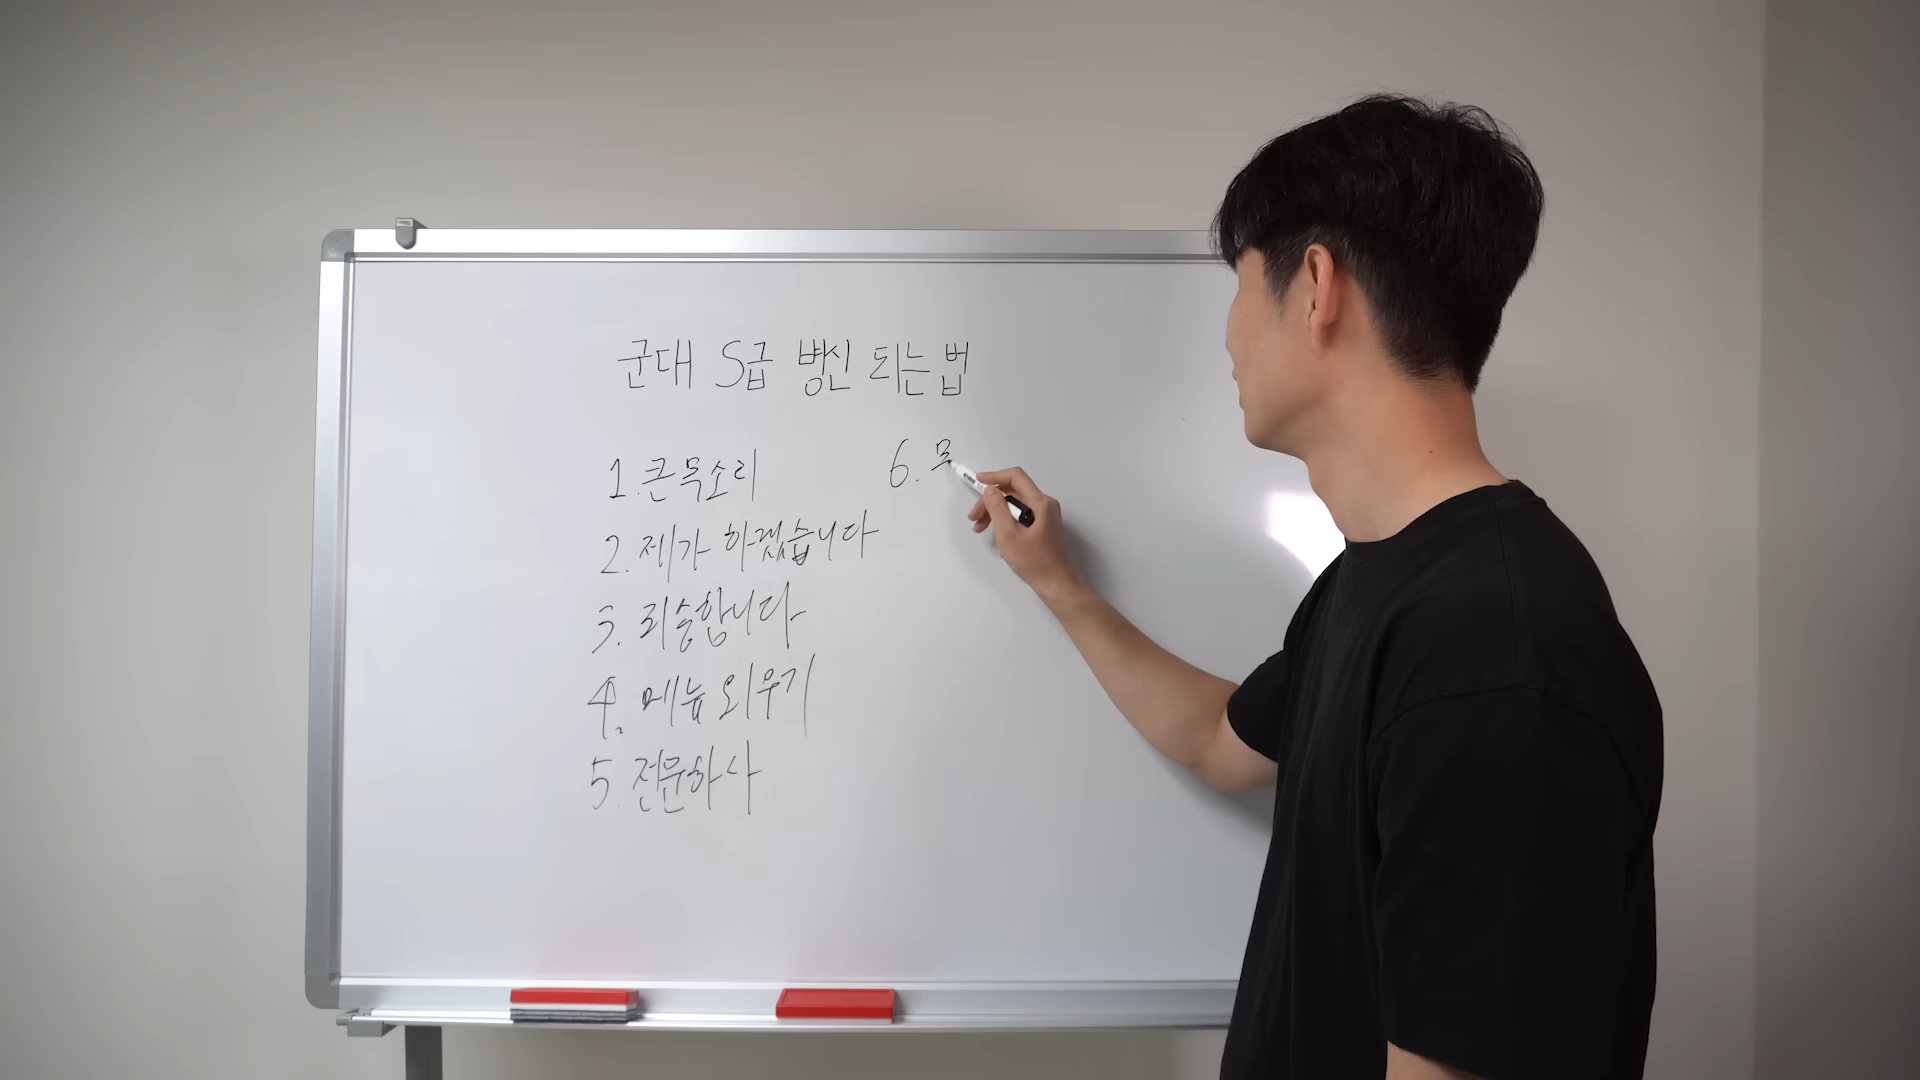 군대 S급 병신 되는 법
1. 큰 목소리
2. 제가 하겠습니다
3. 죄송합니다
4. 메뉴 외우기
5. 전문하사
6.